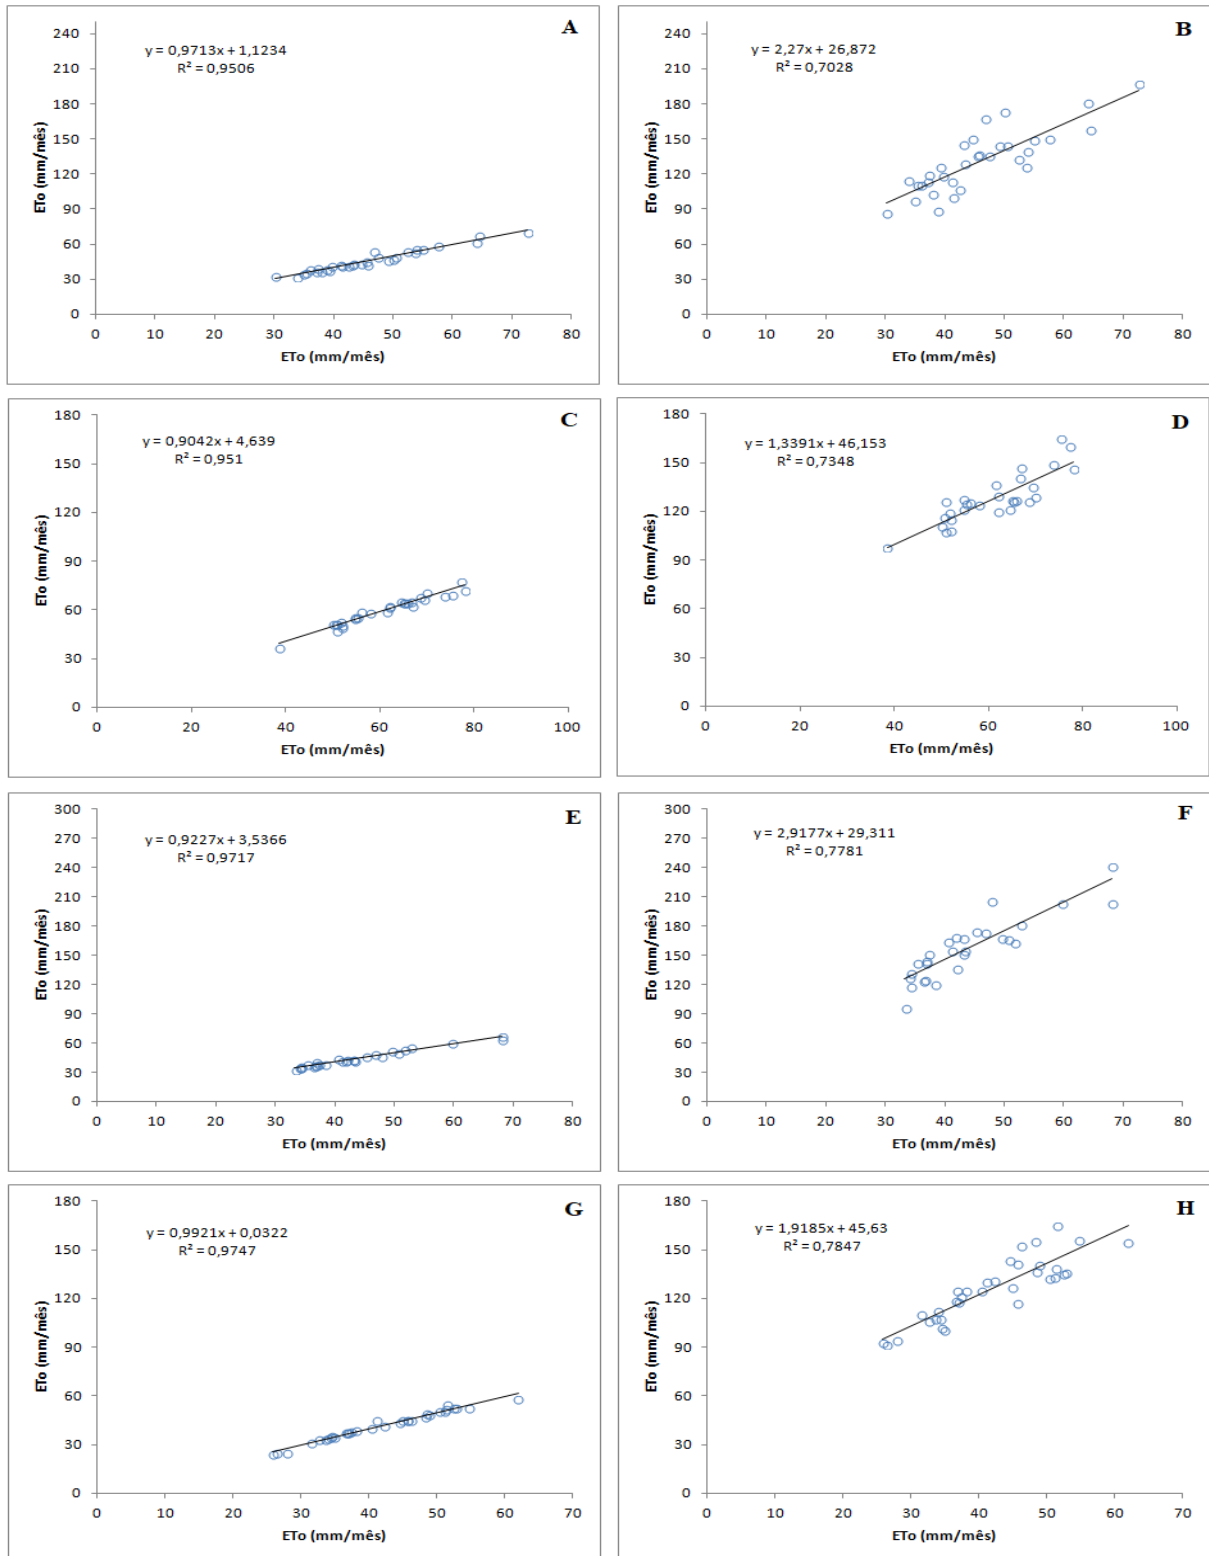 A
y = 0,9713x + 1,1234
R² = 0,9506
ETo (mm/mês)
240
210
180
150
120
90
60
30
0
0 10 20 30 40 50 60 70 80
ETo (mm/mês)
B
y = 2,27x + 26,872
R² = 0,7028
ETo (mm/mês)
240
210
180
150
120
90
60
30
0
0 10 20 30 40 50 60 70 80
ETo (mm/mês)
C
y = 0,9042x + 4,639
R² = 0,951
ETo (mm/mês)
180
150
120
90
60
30
0
0 20 40 60 80 100
ETo (mm/mês)
D
y = 1,3391x + 46,153
R² = 0,7348
ETo (mm/mês)
180
150
120
90
60
30
0
0 20 40 60 80 100
ETo (mm/mês)
E
y = 0,9227x + 3,5366
R² = 0,9717
ETo (mm/mês)
300
270
240
210
180
150
120
90
60
30
0
0 10 20 30 40 50 60 70 80
ETo (mm/mês)
F
y = 2,9177x + 29,311
R² = 0,7781
ETo (mm/mês)
300
270
240
210
180
150
120
90
60
30
0
0 10 20 30 40 50 60 70 80
ETo (mm/mês)
G
y = 0,9921x + 0,0322
R² = 0,9747
ETo (mm/mês)
180
150
120
90
60
30
0
0 10 20 30 40 50 60 70
ETo (mm/mês)
H
y = 1,9185x + 45,63
R² = 0,7847
ETo (mm/mês)
180
150
120
90
60
30
0
0 10 20 30 40 50 60 70
ETo (mm/mês)